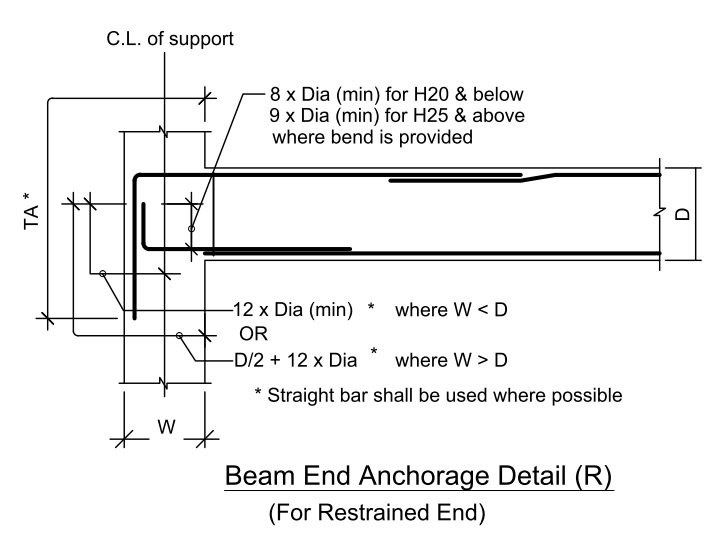 C.L. of support
8 x Dia (min) for H20 & below
9 x Dia (min) for H25 & above
where bend is provided
TA *
D
12 x Dia (min) * where W < D
OR
D/2 + 12 x Dia * where W > D
* Straight bar shall be used where possible
W
Beam End Anchorage Detail (R)
(For Restrained End)